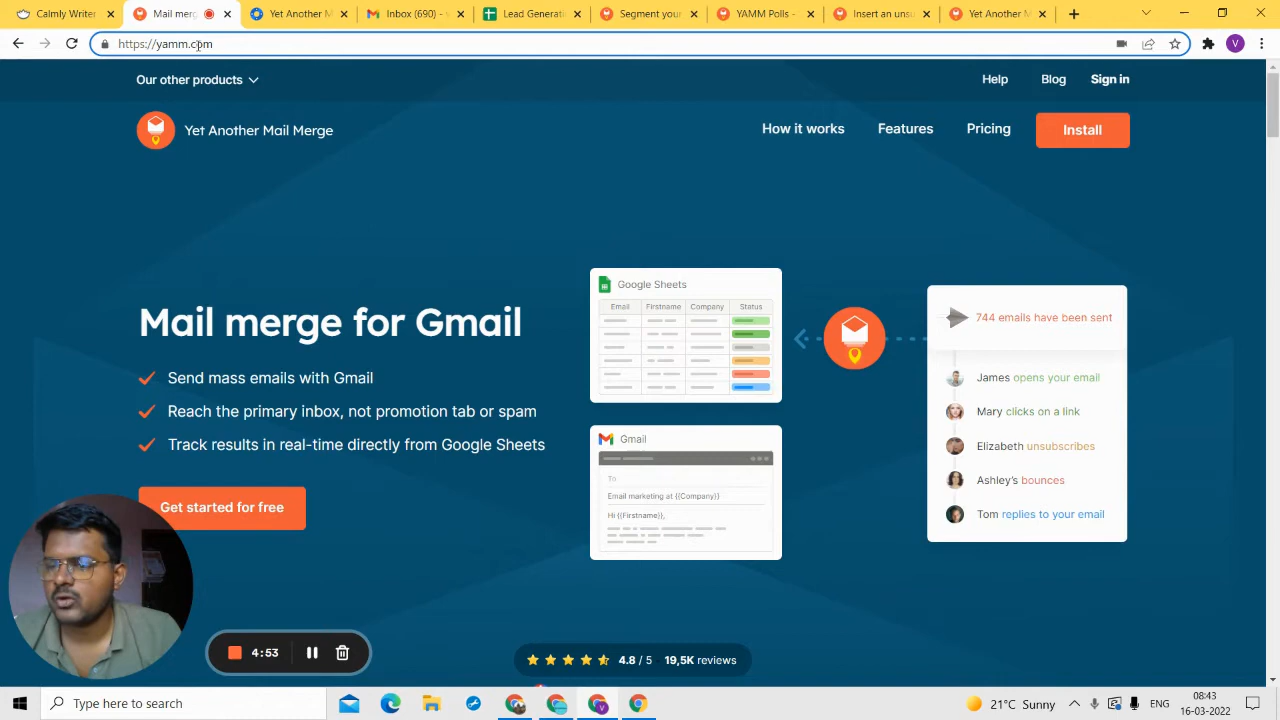 Calmly Writer
Mail merg
Yet Another M
Inbox (690) - v
Lead Generati
Segment your
YAMM Polls -
Insert an unsu
Yet Another M
https://yamm.com
V
Our other products
Help
Blog
Sign in
Yet Another Mail Merge
How it works
Features
Pricing
Install
Mail merge for Gmail
Send mass emails with Gmail
Reach the primary inbox, not promotion tab or spam
Track results in real-time directly from Google Sheets
Get started for free
Google Sheets
Email Firstname Company Status
Gmail
To
Email marketing at {{Company}}
Hi {{Firstname}},
744 emails have been sent
James opens your email
Mary clicks on a link
Elizabeth unsubscribes
Ashley's bounces
Tom replies to your email
4:53
4.8 / 5 19,5K reviews
Type here to search
21°C Sunny
ENG
08:43
16-03-2022